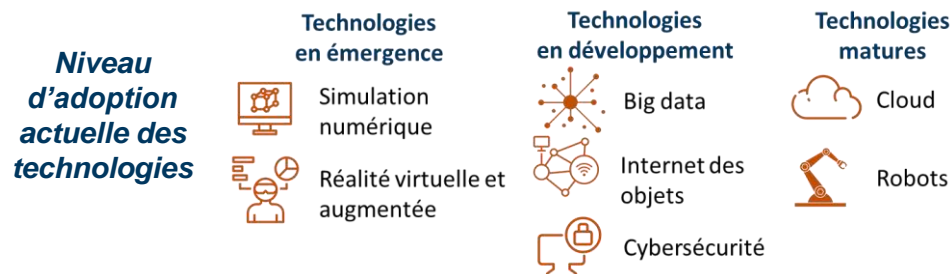 Niveau
d'adoption
actuelle des
technologies
Technologies
en émergence
Simulation
numérique
Réalité virtuelle et
augmentée
Technologies
en développement
Big data
Internet des
objets
Cybersécurité
Technologies
matures
Cloud
Robots